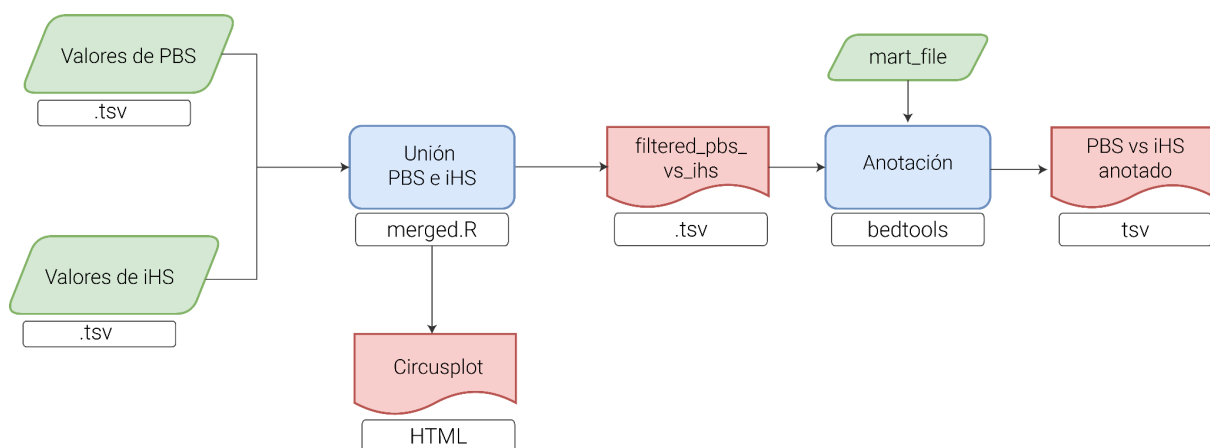 Valores de PBS
.tsv
Valores de iHS
.tsv
Unión
PBS e iHS
merged.R
Circusplot
HTML
filtered_pbs_
vs_ihs
.tsv
mart_file
Anotación
bedtools
PBS vs iHS
anotado
tsv